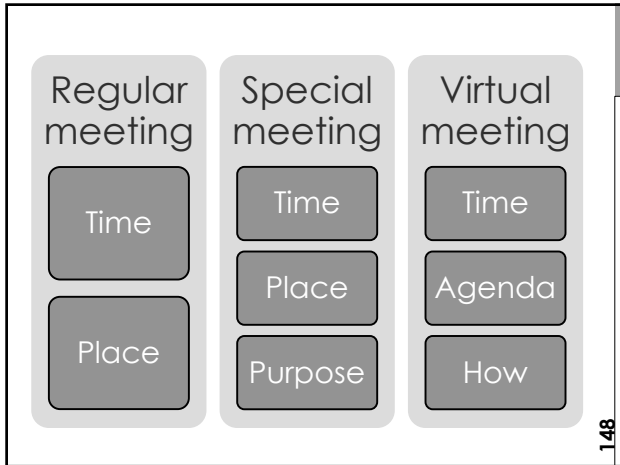 Regular
meeting
Time
Place
Special
meeting
Time
Place
Purpose
Virtual
meeting
Time
Agenda
How
148